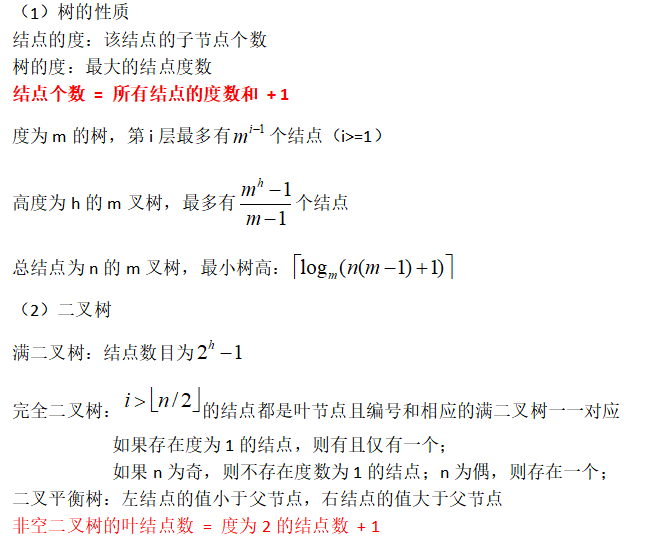 （1）树的性质
结点的度：该结点的子节点个数
树的度：最大的结点度数
结点个数 = 所有结点的度数和 + 1
度为 m 的树，第 i 层最多有 m^{i-1} 个结点（i>=1）
高度为 h 的 m 叉树，最多有 \frac{m^h-1}{m-1} 个结点
总结点为 n 的 m 叉树，最小树高：⌈log_m(n(m-1)+1)⌉
（2）二叉树
满二叉树：结点数目为 2^h-1
完全二叉树： i>⌊n/2⌋ 的结点都是叶节点且编号和相应的满二叉树一一对应
如果存在度为 1 的结点，则有且仅有一个；
如果 n 为奇，则不存在度数为 1 的结点；n 为偶，则存在一个；
二叉平衡树：左结点的值小于父节点，右结点的值大于父节点
非空二叉树的叶结点数 = 度为 2 的结点数 + 1